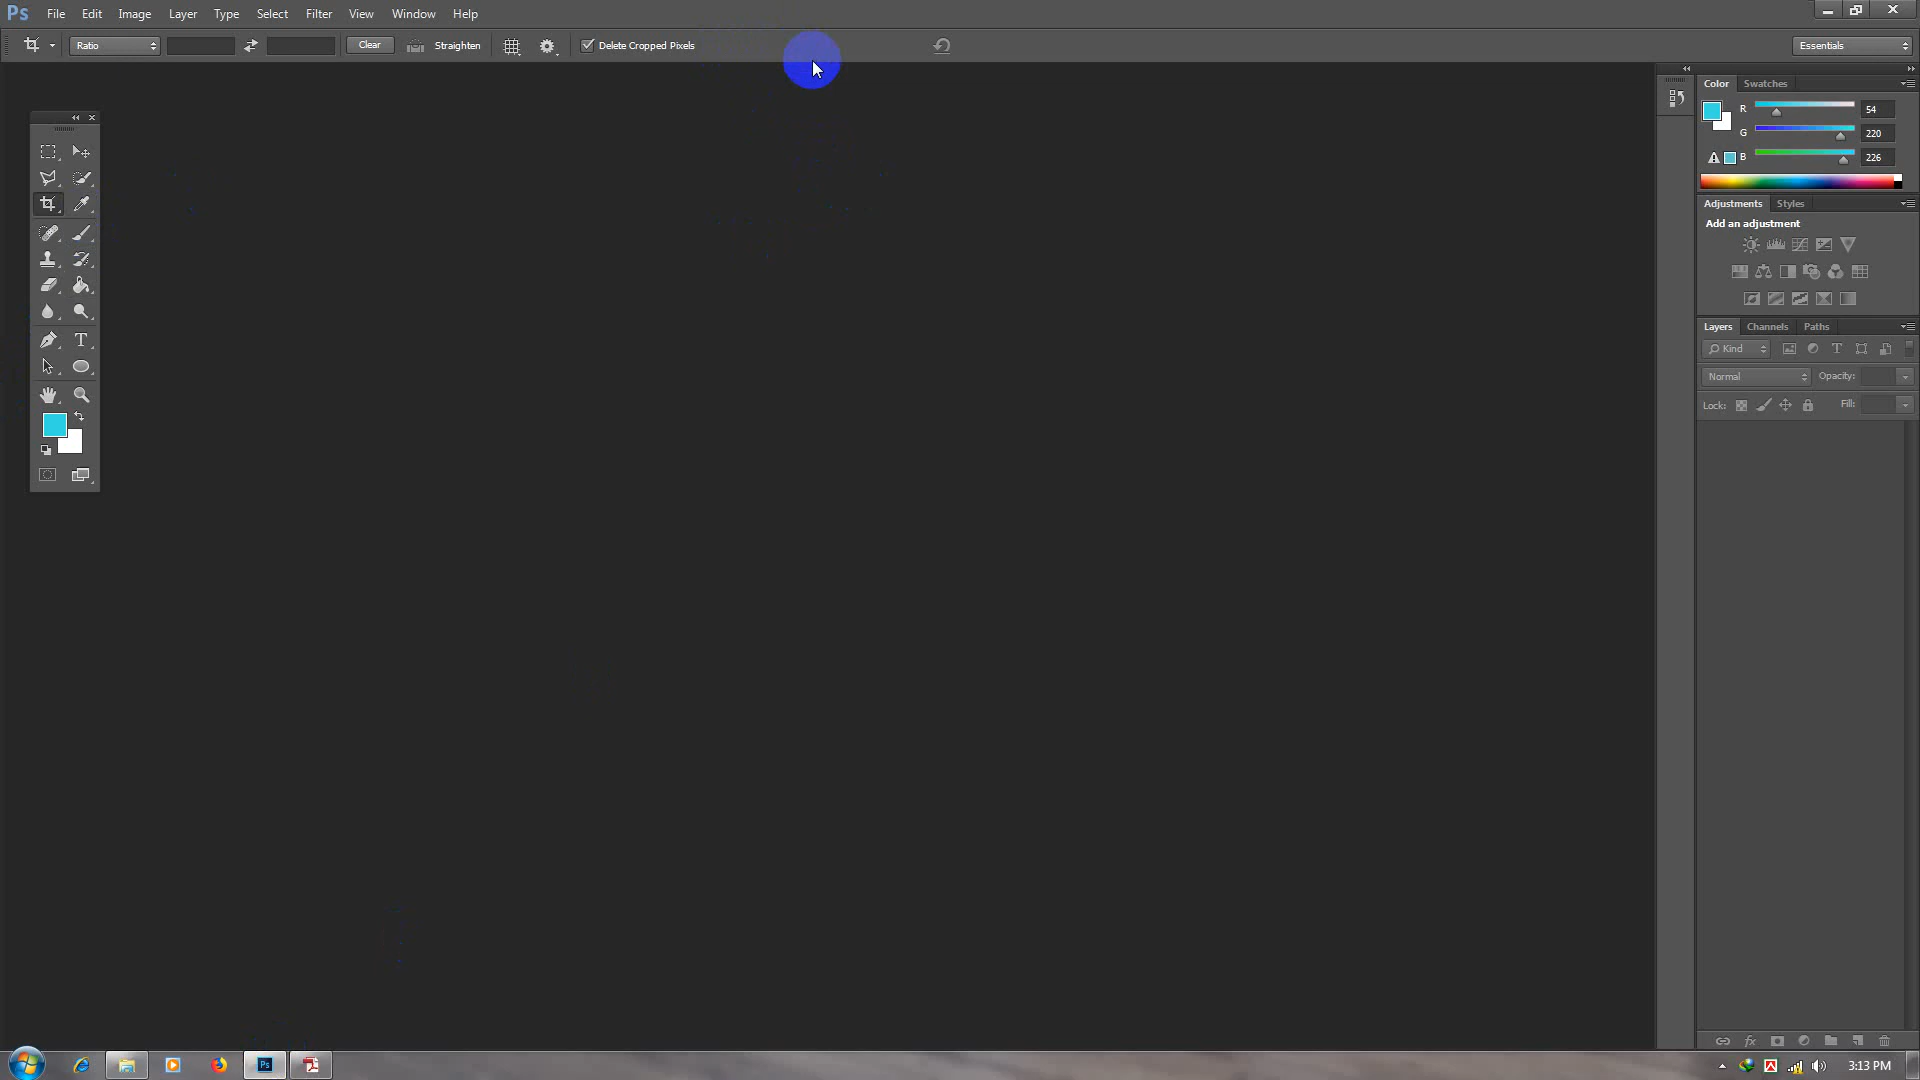 Ps File Edit Image Layer Type Select Filter View Window Help
Ratio Clear Straighten Delete Cropped Pixels Essentials
Color Swatches
R 54
G 220
B 226
Adjustments Styles
Add an adjustment
Layers Channels Paths
Kind T
Normal Opacity:
Lock: Fill:
T
fx
Ps 3:13 PM